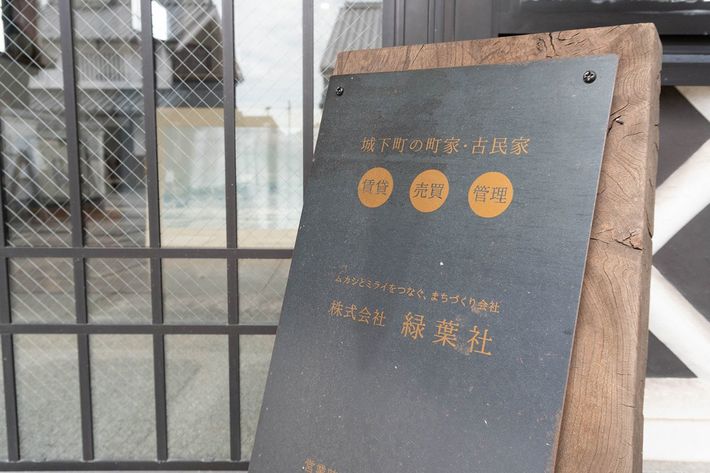 城下町の町家・古民家
賃貸 売買 管理
ムカシとミライをつなぐ、まちづくり会社
株式会社 緑葉社
営業